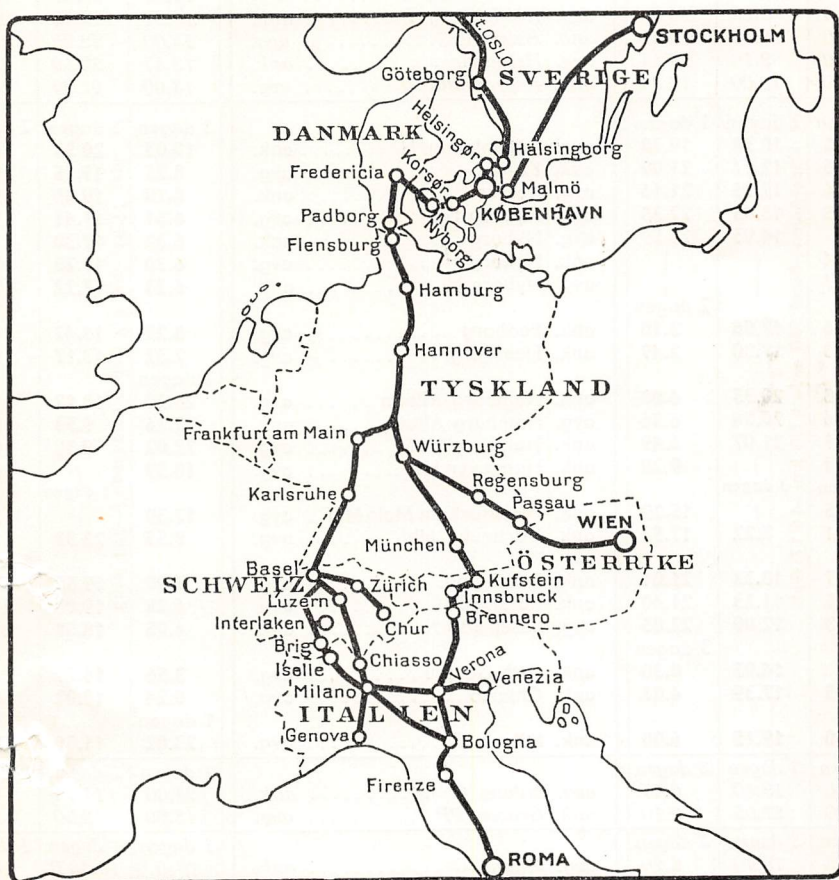 t. OSLO
STOCKHOLM
Göteborg
SVERIGE
DANMARK
Helsingør
Hälsingborg
Fredericia
Korsør
Malmö
KØBENHAVN
Padborg
Nyborg
Flensburg
Hamburg
Hannover
TYSKLAND
Frankfurt am Main
Würzburg
Regensburg
Karlsruhe
Passau
WIEN
München
ÖSTERRIKE
Basel
SCHWEIZ
Zürich
Kufstein
Luzern
Innsbruck
Interlaken
Chur
Brennero
Brig
Iselle
Chiasso
Verona
Milano
Venezia
ITALIEN
Genova
Bologna
Firenze
ROMA